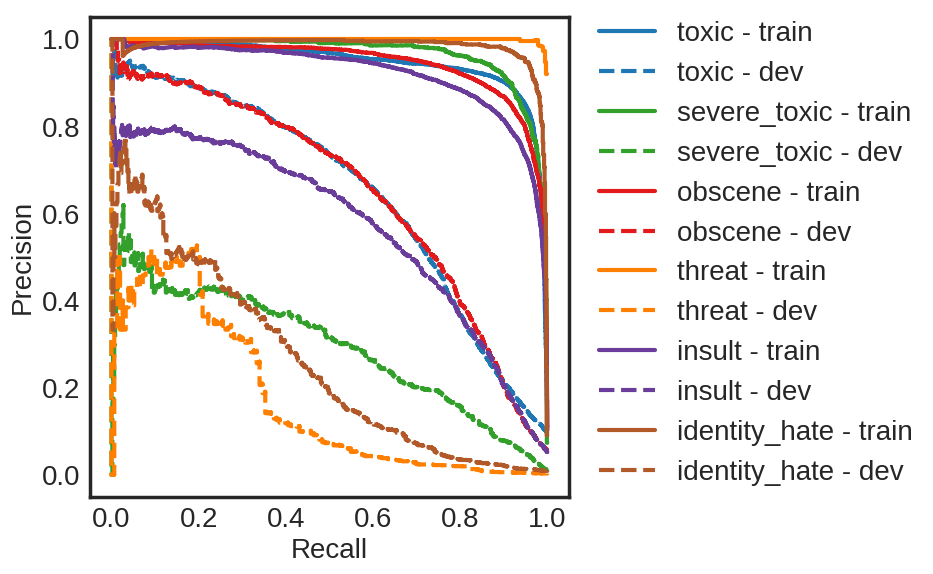 1.0
0.8
0.6
0.4
0.2
0.0
Precision
0.0 0.2 0.4 0.6 0.8 1.0
Recall
toxic - train
toxic - dev
severe_toxic - train
severe_toxic - dev
obscene - train
obscene - dev
threat - train
threat - dev
insult - train
insult - dev
identity_hate - train
identity_hate - dev